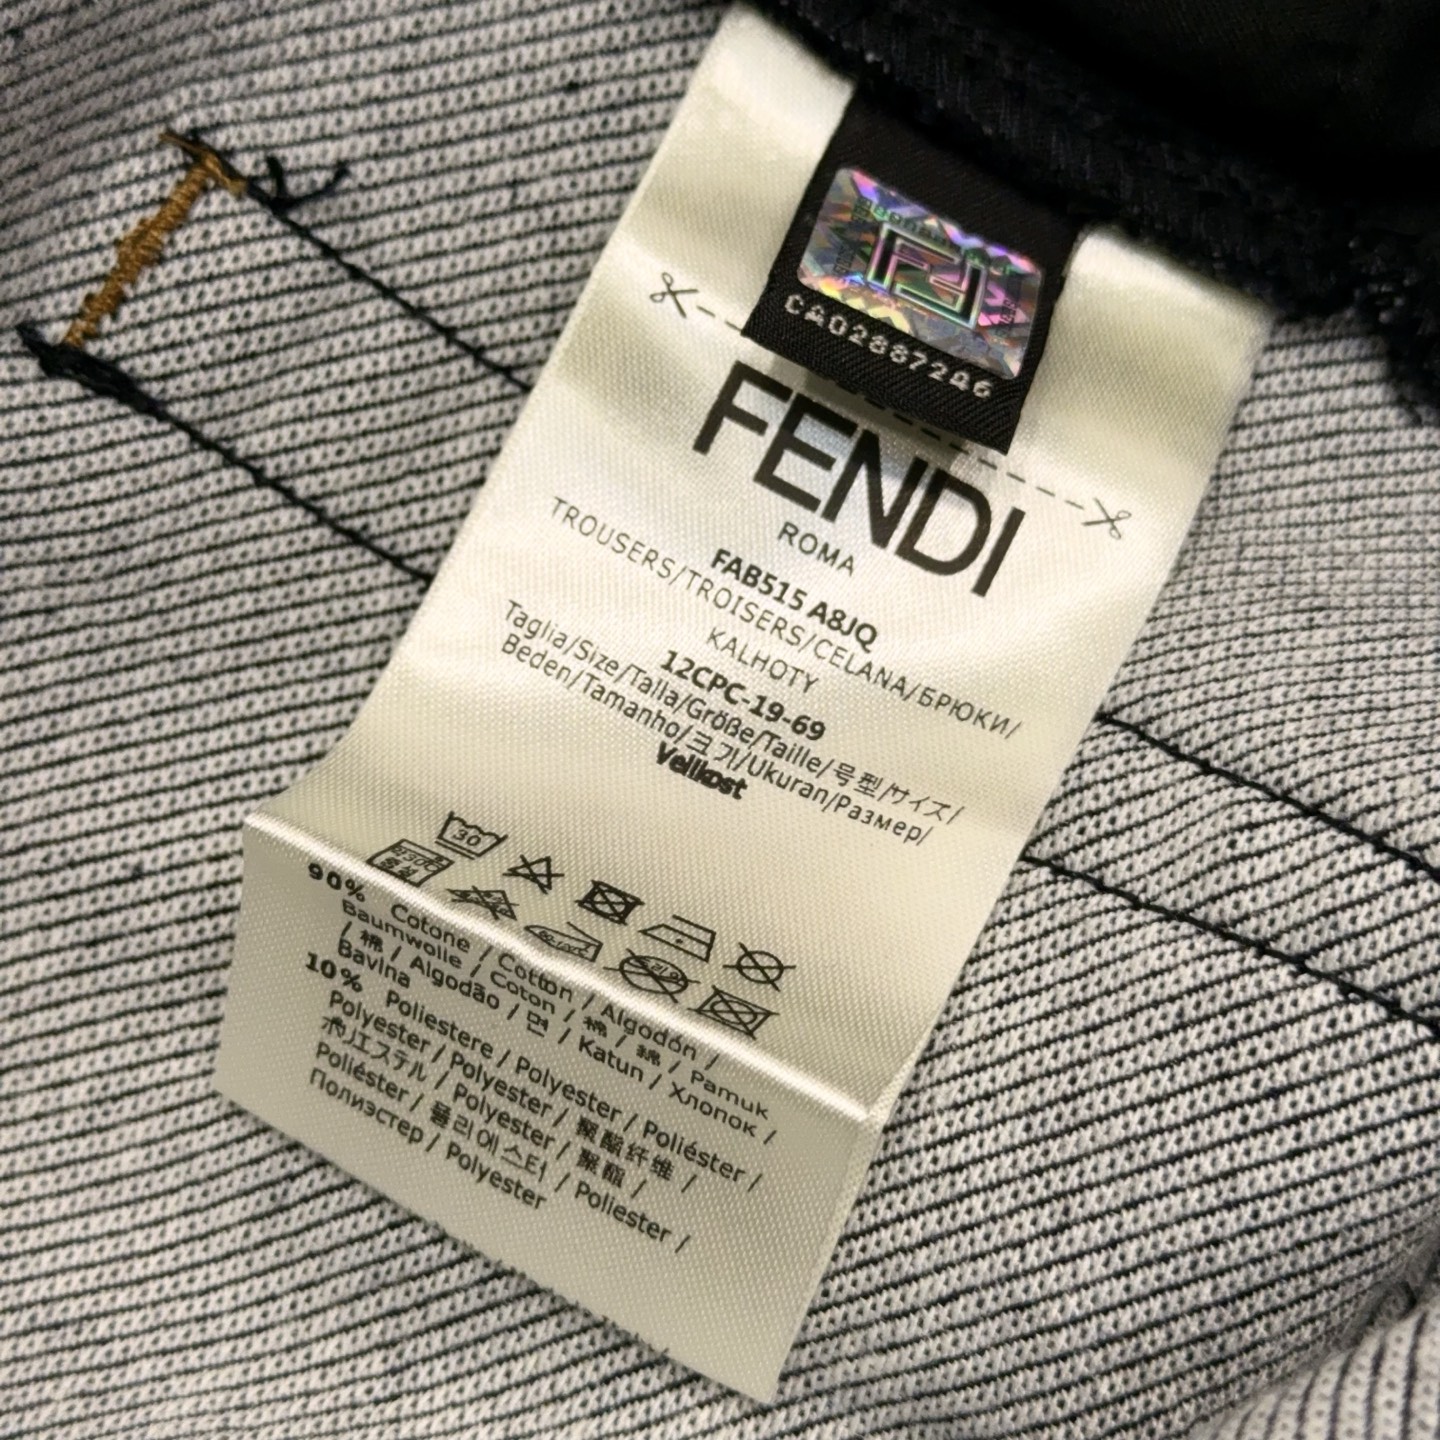 CA02887246
FENDI
ROMA
FAB515 A8JQ
TROUSERS/TROISERS/CELANA/БРЮКИ/
KALHOTY
12CPC-19-69
Taglia/Size/Talla/Größe/Taille/号型/サイズ/
Beden/Tamanho/크기/Ukuran/Размер/
30
90% Cotone / Cotton / Algodón /
Baumwolle / Coton / 棉 / 綿 / Pamuk
/ 棉 / Algodão / 면 / Katun / Хлопок /
Bavlna
10% Poliestere / Polyester / Poliéster /
Polyester / Polyester / 聚酯纤维 /
ポリエステル / Polyester / 聚酯 /
Poliéster / 폴리에스터 / Poliester /
Полиэстер / Polyester